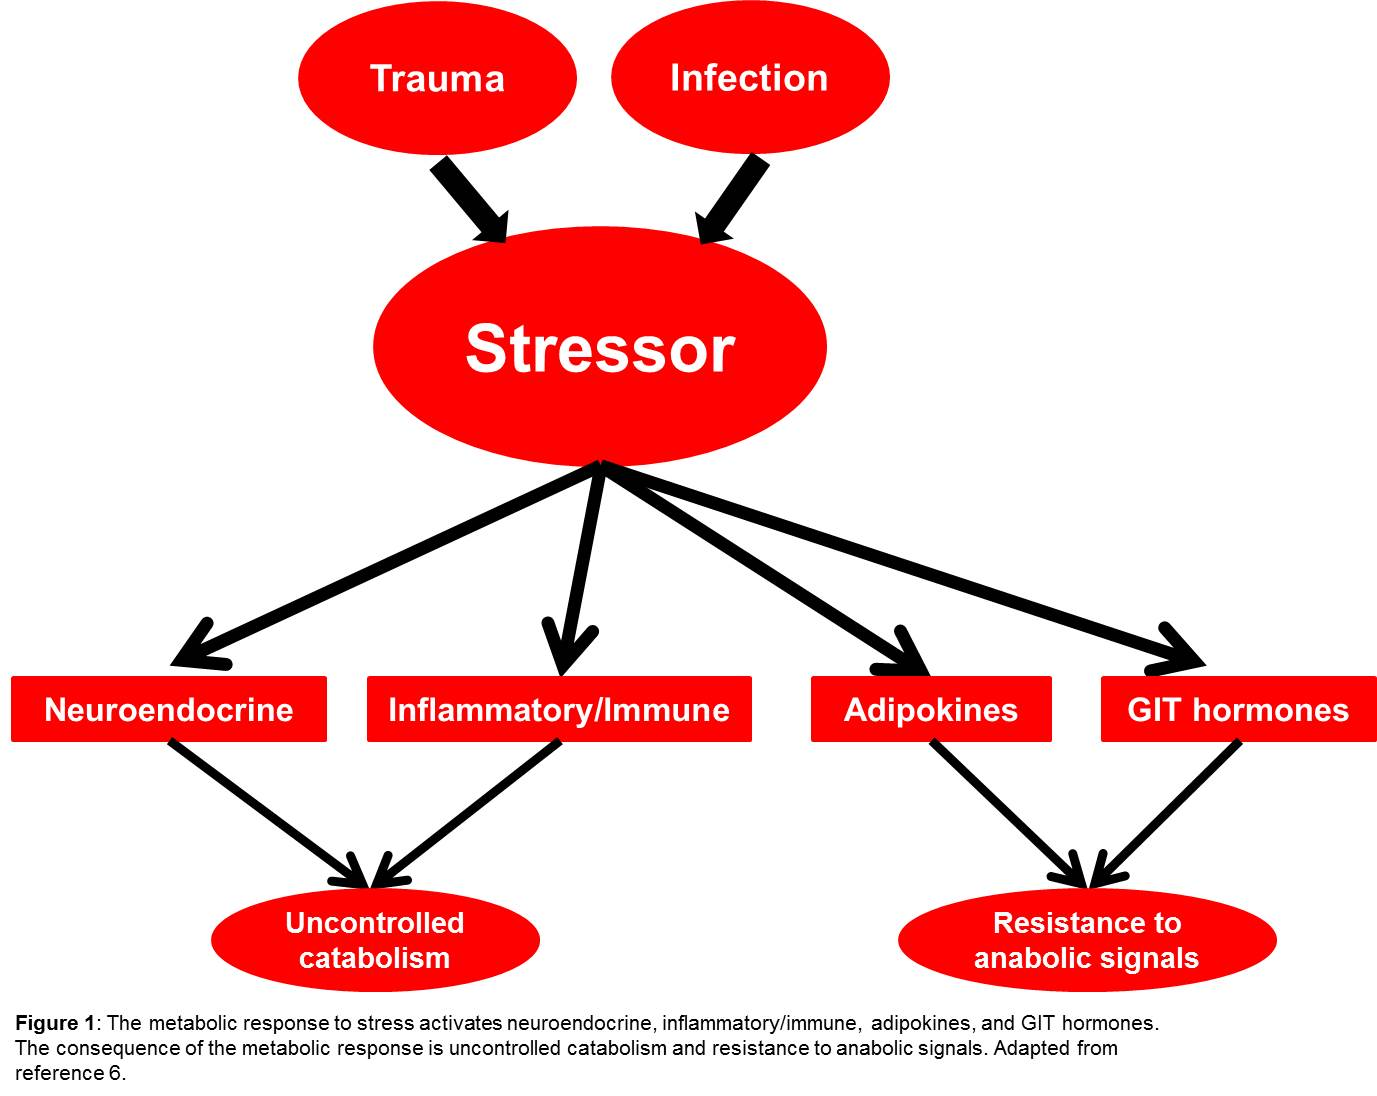 Trauma
Infection
Stressor
Neuroendocrine
Inflammatory/Immune
Adipokines
GIT hormones
Uncontrolled
catabolism
Resistance to
anabolic signals
Figure 1: The metabolic response to stress activates neuroendocrine, inflammatory/immune, adipokines, and GIT hormones.
The consequence of the metabolic response is uncontrolled catabolism and resistance to anabolic signals. Adapted from
reference 6.